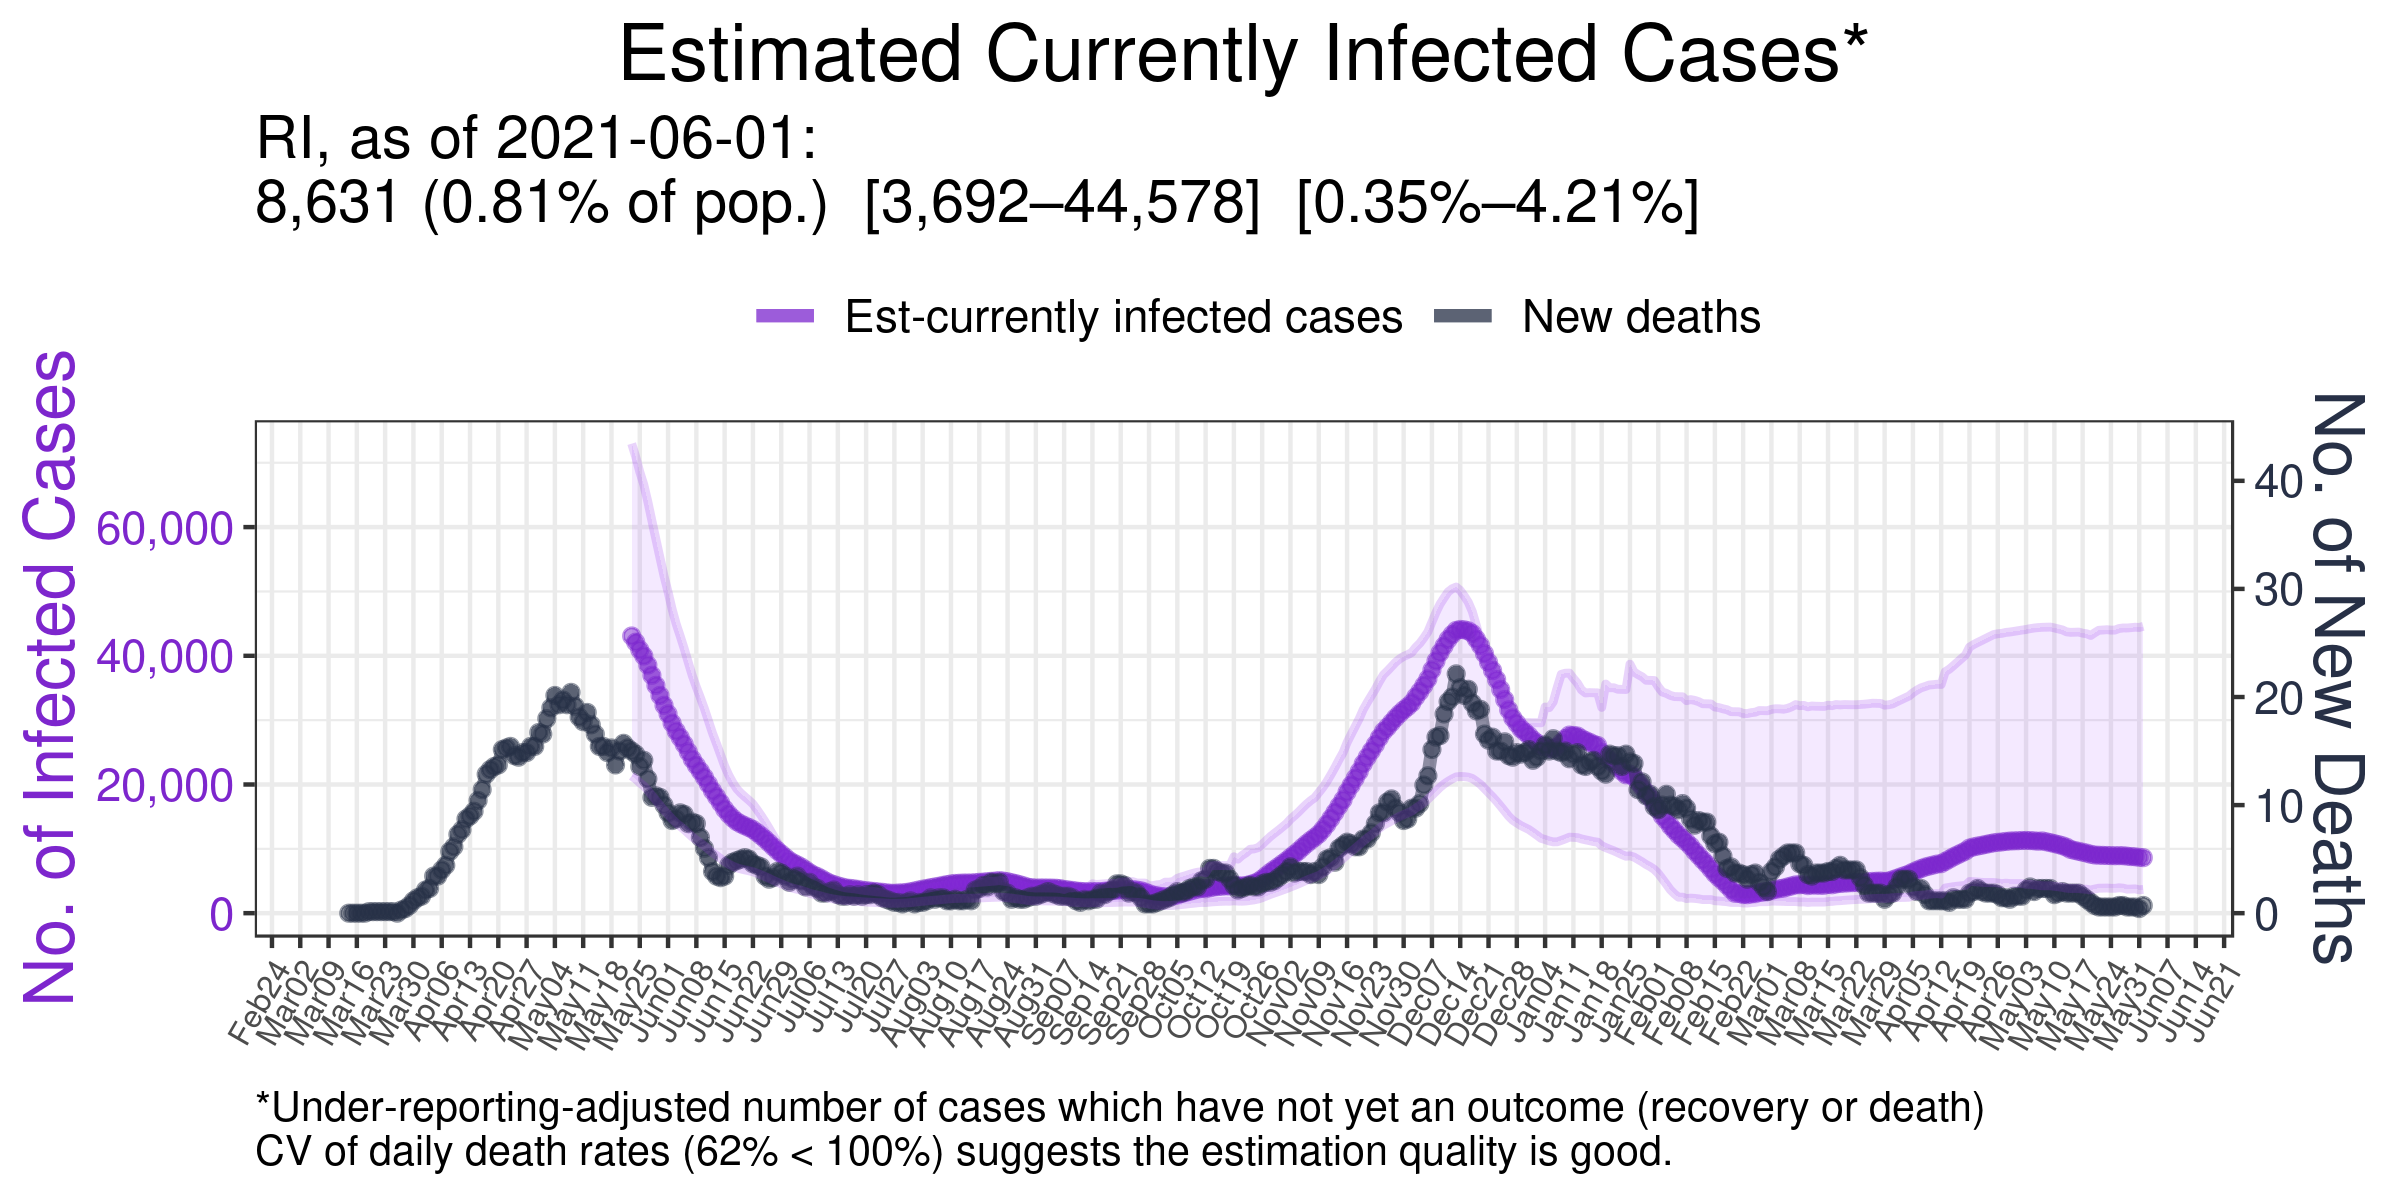 Estimated Currently Infected Cases*
RI, as of 2021-06-01:
8,631 (0.81% of pop.) [3,692–44,578] [0.35%–4.21%]
Est-currently infected cases New deaths
No. of Infected Cases
60,000
40,000
20,000
0
40
30
20
10
0
No. of New Deaths
Feb24 Mar02 Mar09 Mar16 Mar23 Mar30 Apr06 Apr13 Apr20 Apr27 May04 May11 May18 May25 Jun01 Jun08 Jun15 Jun22 Jun29 Jul06 Jul13 Jul20 Jul27 Aug03 Aug10 Aug17 Aug24 Aug31 Sep07 Sep14 Sep21 Sep28 Oct05 Oct12 Oct19 Oct26 Nov02 Nov09 Nov16 Nov23 Nov30 Dec07 Dec14 Dec21 Dec28 Jan04 Jan11 Jan18 Jan25 Feb01 Feb08 Feb15 Feb22 Mar01 Mar08 Mar15 Mar22 Mar29 Apr05 Apr12 Apr19 Apr26 May03 May10 May17 May24 May31 Jun07 Jun14 Jun21
*Under-reporting-adjusted number of cases which have not yet an outcome (recovery or death)
CV of daily death rates (62% < 100%) suggests the estimation quality is good.